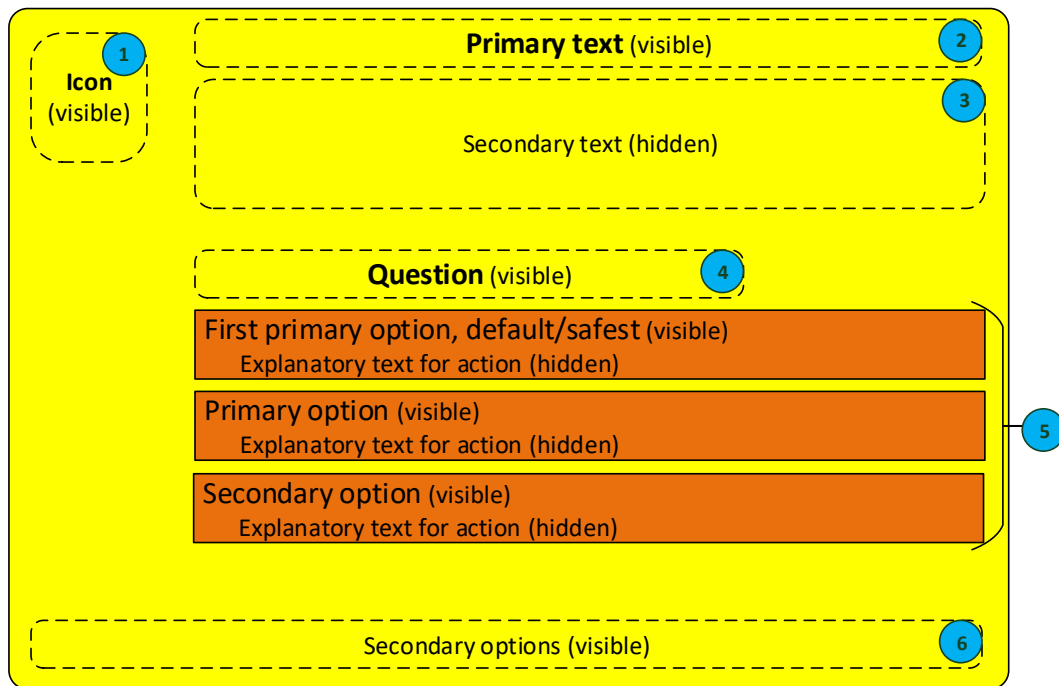 1
Icon
(visible)
Primary text (visible)
2
3
Secondary text (hidden)
Question (visible)
4
First primary option, default/safest (visible)
Explanatory text for action (hidden)
Primary option (visible)
Explanatory text for action (hidden)
5
Secondary option (visible)
Explanatory text for action (hidden)
Secondary options (visible)
6